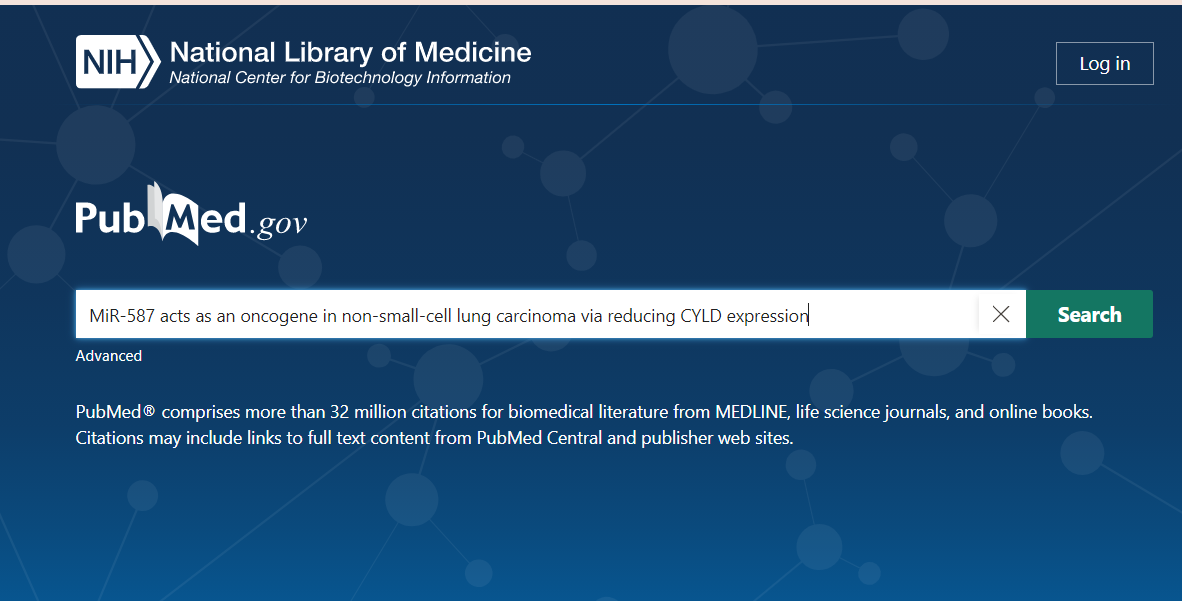 NIH National Library of Medicine
National Center for Biotechnology Information
Log in
PubMed.gov
MiR-587 acts as an oncogene in non-small-cell lung carcinoma via reducing CYLD expression
Search
Advanced
PubMed® comprises more than 32 million citations for biomedical literature from MEDLINE, life science journals, and online books.
Citations may include links to full text content from PubMed Central and publisher web sites.